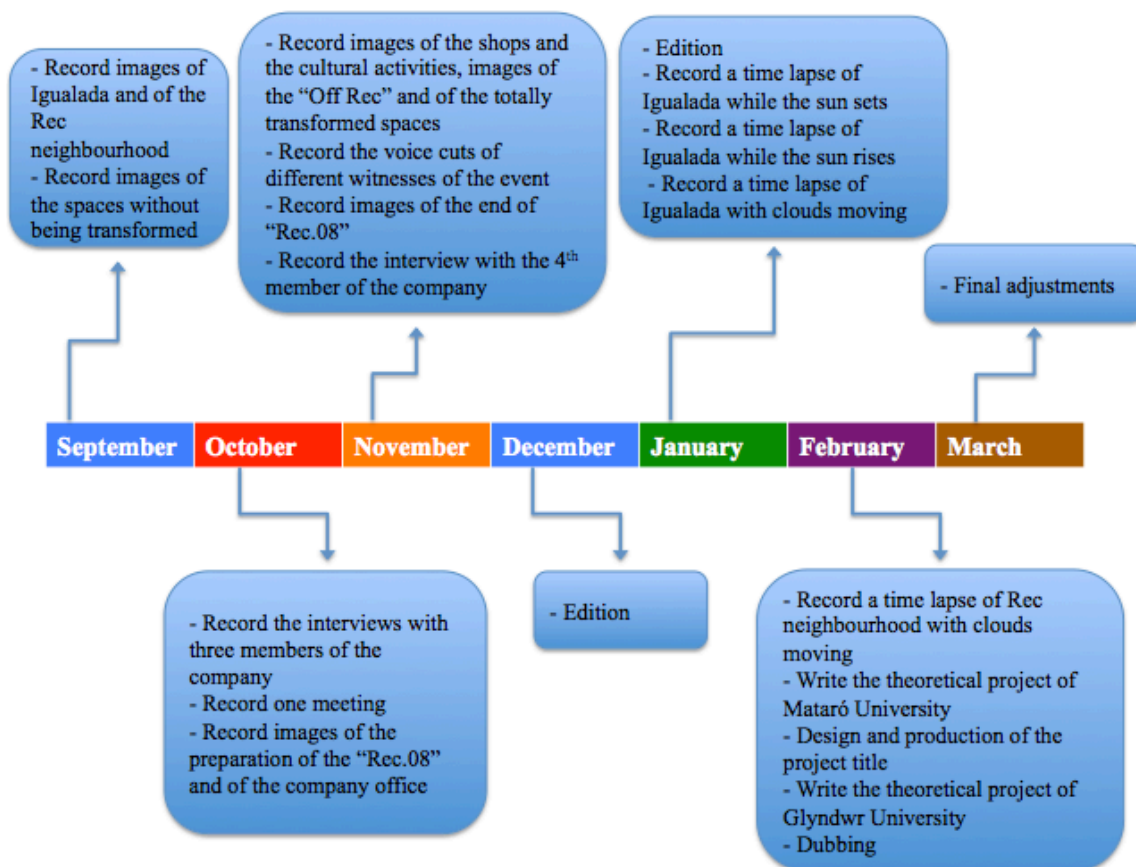 - Record images of
Igualada and of the
Rec
neighbourhood
- Record images of
the spaces without
being transformed
- Record images of the shops and
the cultural activities, images of
the “Off Rec” and of the totally
transformed spaces
- Record the voice cuts of
different witnesses of the event
- Record images of the end of
“Rec.08”
- Record the interview with the 4th
member of the company
- Edition
- Record a time lapse of
Igualada while the sun sets
- Record a time lapse of
Igualada while the sun rises
- Record a time lapse of
Igualada with clouds moving
- Final adjustments
September October November December January February March
- Record the interviews with
three members of the
company
- Record one meeting
- Record images of the
preparation of the “Rec.08”
and of the company office
- Edition
- Record a time lapse of Rec
neighbourhood with clouds
moving
- Write the theoretical project of
Mataró University
- Design and production of the
project title
- Write the theoretical project of
Glyndwr University
- Dubbing